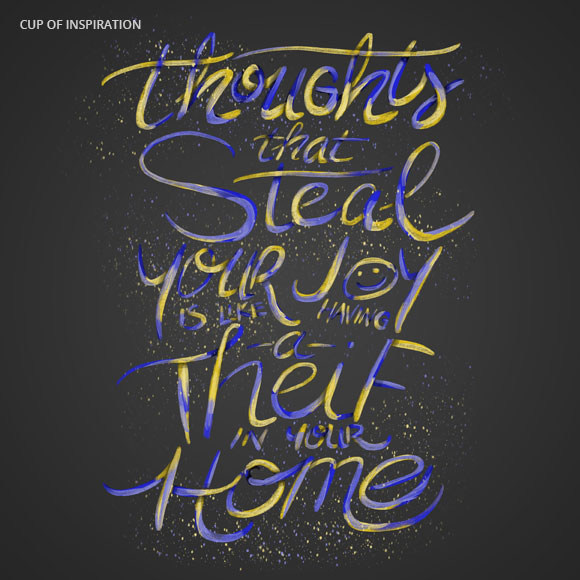 CUP OF INSPIRATION
Thoughts
that
Steal
YOUR JOY
IS LIKE HAVING
-a-
Theif
IN YOUR
Home